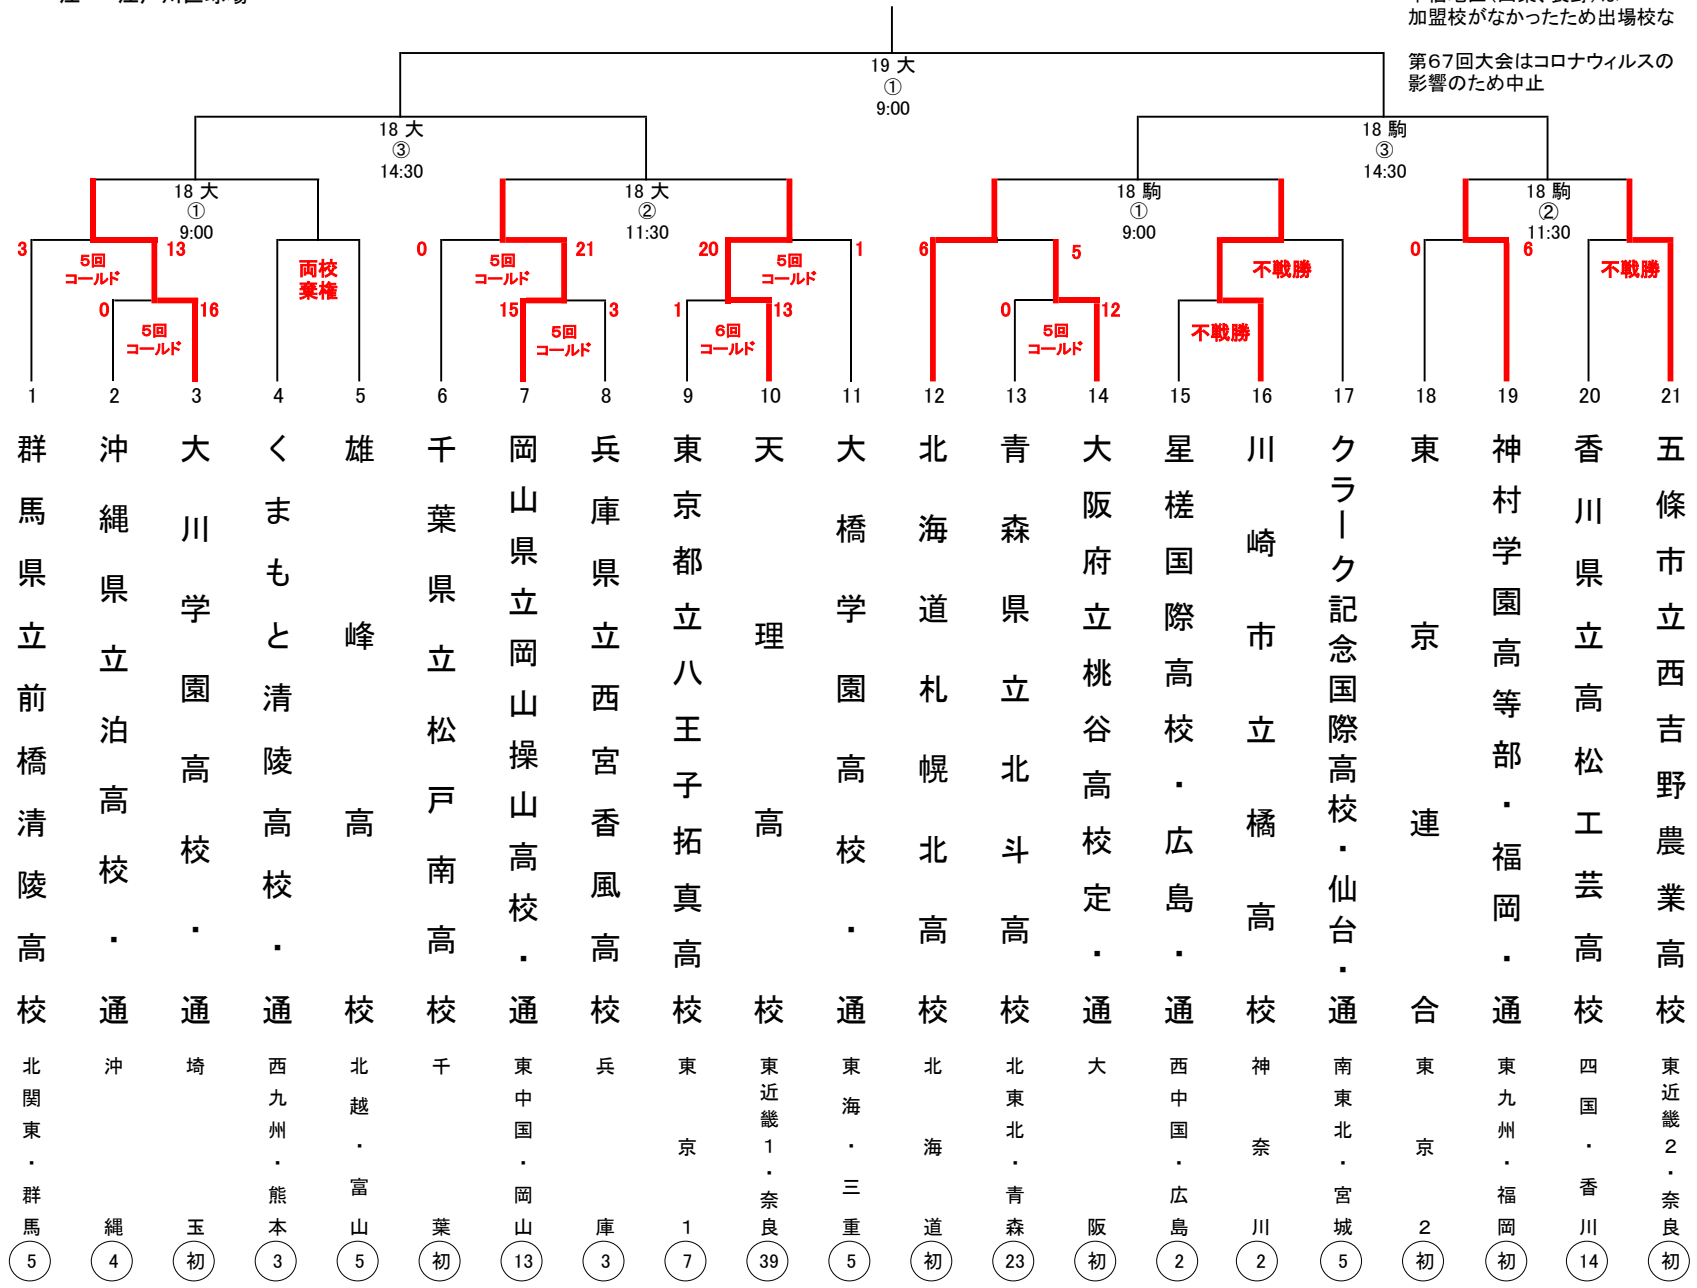 加盟校がなかったため出場校な
第67回大会はコロナウィルスの
影響のため中止
19 大
①
9:00
18 大
③
14:30
18 駒
③
14:30
18 大
①
9:00
18 大
②
11:30
18 駒
①
9:00
18 駒
②
11:30
3 13 0 21 20 1 6 5 0 6
5回
コールド
両校
棄権
5回
コールド
5回
コールド
不戦勝
不戦勝
0 16 15 3 1 13 0 12
5回
コールド
5回
コールド
6回
コールド
5回
コールド
不戦勝
1 2 3 4 5 6 7 8 9 10 11 12 13 14 15 16 17 18 19 20 21
群馬県立前橋清陵高校
沖縄県立泊高校・通
大川学園高校・通
くまもと清陵高校・通
雄峰高校
千葉県立松戸南高校
岡山県立岡山操山高校・通
兵庫県立西宮香風高校
東京都立八王子拓真高校
天理高校
大橋学園高校・通
北海道札幌北高校
青森県立北斗高校
大阪府立桃谷高校定・通
星槎国際高校・広島・通
川崎市立橘高校
クラーク記念国際高校・仙台・通
東京連合
神村学園高等部・福岡・通
香川県立高松工芸高校
五條市立西吉野農業高校
北関東・群馬
沖縄
埼玉
西九州・熊本
北越・富山
千葉
東中国・岡山
兵庫
東京1
東近畿1・奈良
東海・三重
北海道
北東北・青森
大阪
西中国・広島
神奈川
南東北・宮城
東京2
東九州・福岡
四国・香川
東近畿2・奈良
5 4 初 3 5 初 13 3 7 39 5 初 23 初 2 2 5 初 初 14 初